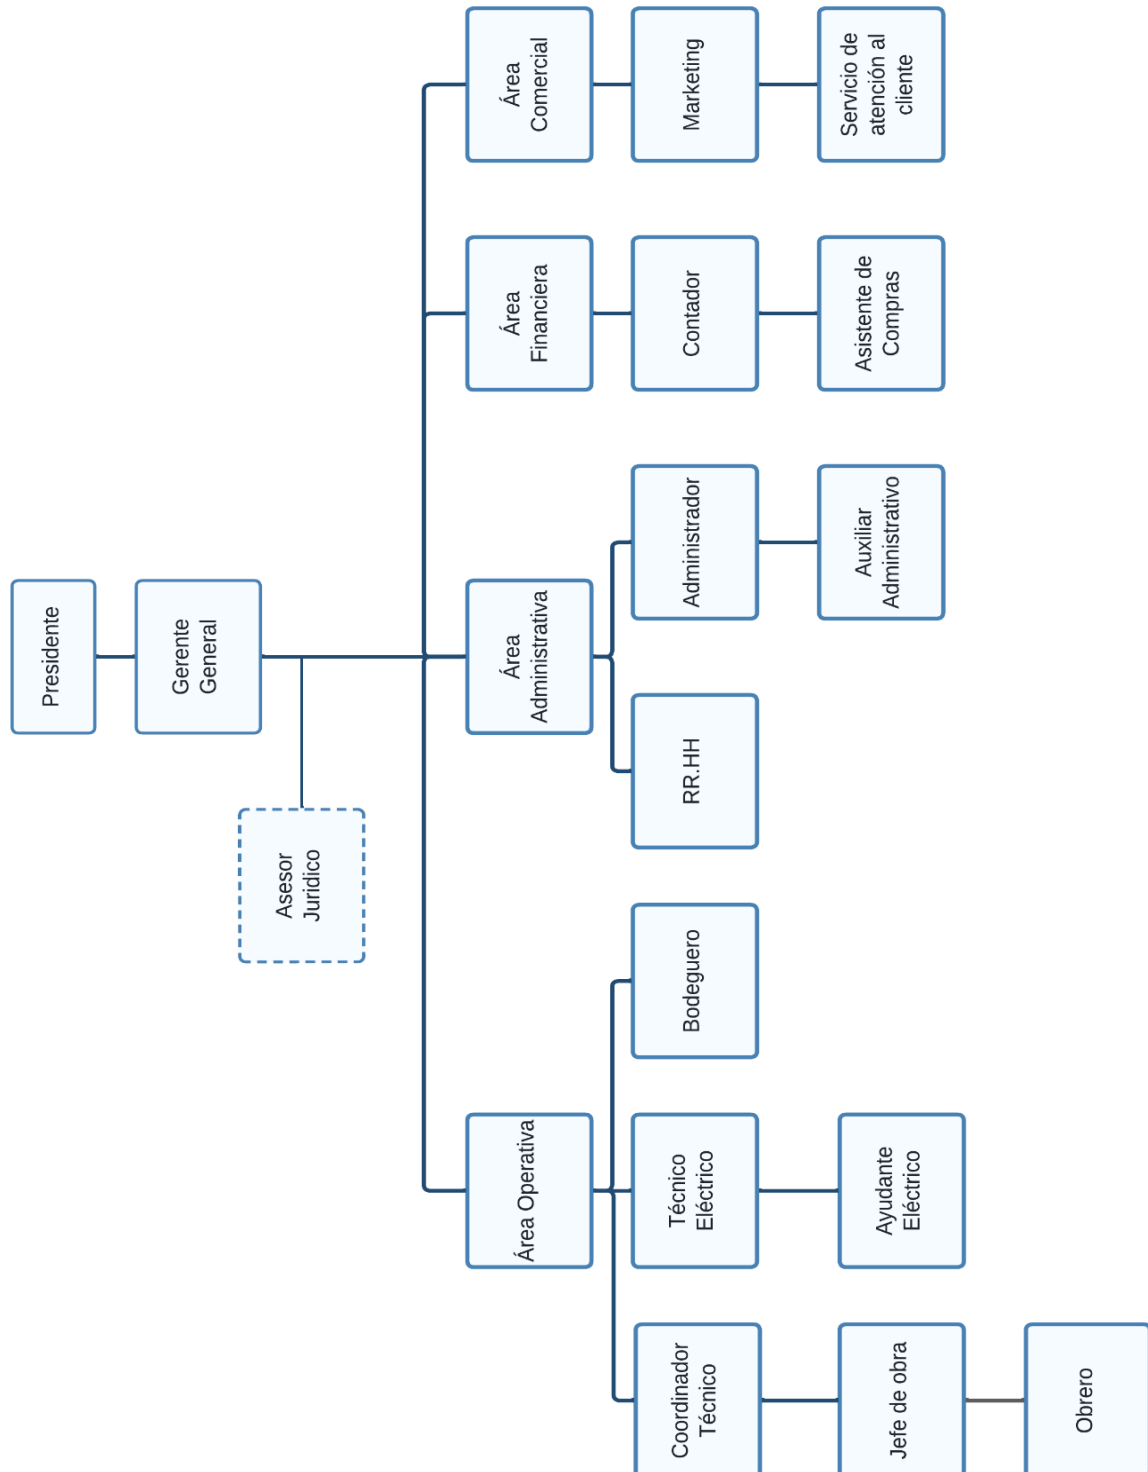 Presidente
Gerente
General
Asesor
Juridico
Área Operativa
Área
Administrativa
Área
Financiera
Área
Comercial
Coordinador
Técnico
Técnico
Eléctrico
Bodeguero
RR.HH
Administrador
Contador
Marketing
Jefe de obra
Ayudante
Eléctrico
Auxiliar
Administrativo
Asistente de
Compras
Servicio de
atención al
cliente
Obrero